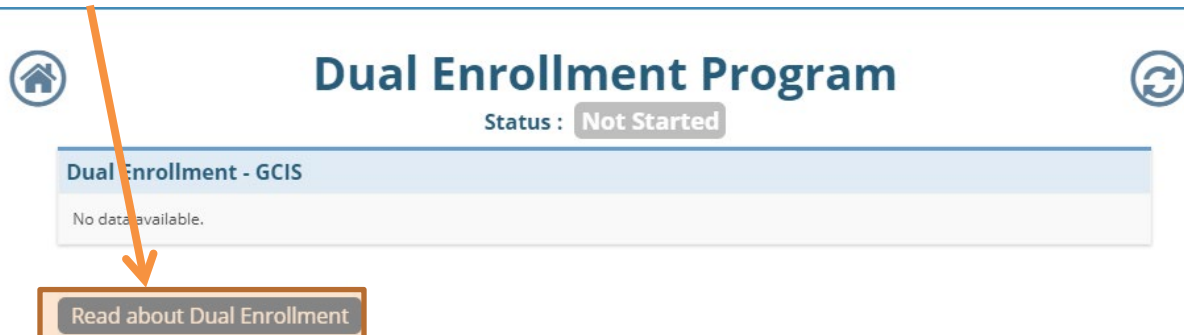 Dual Enrollment Program
Status : Not Started
Dual Enrollment - GCIS
No data available.
Read about Dual Enrollment